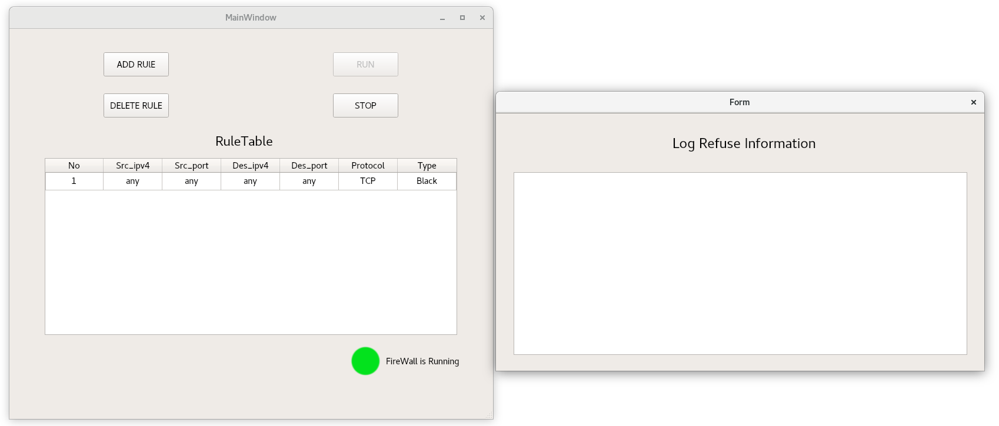 MainWindow
ADD RUlE
RUN
DELETE RULE
STOP
RuleTable
No Src_ipv4 Src_port Des_ipv4 Des_port Protocol Type
1 any any any any TCP Black
FireWall is Running
Form
Log Refuse Information